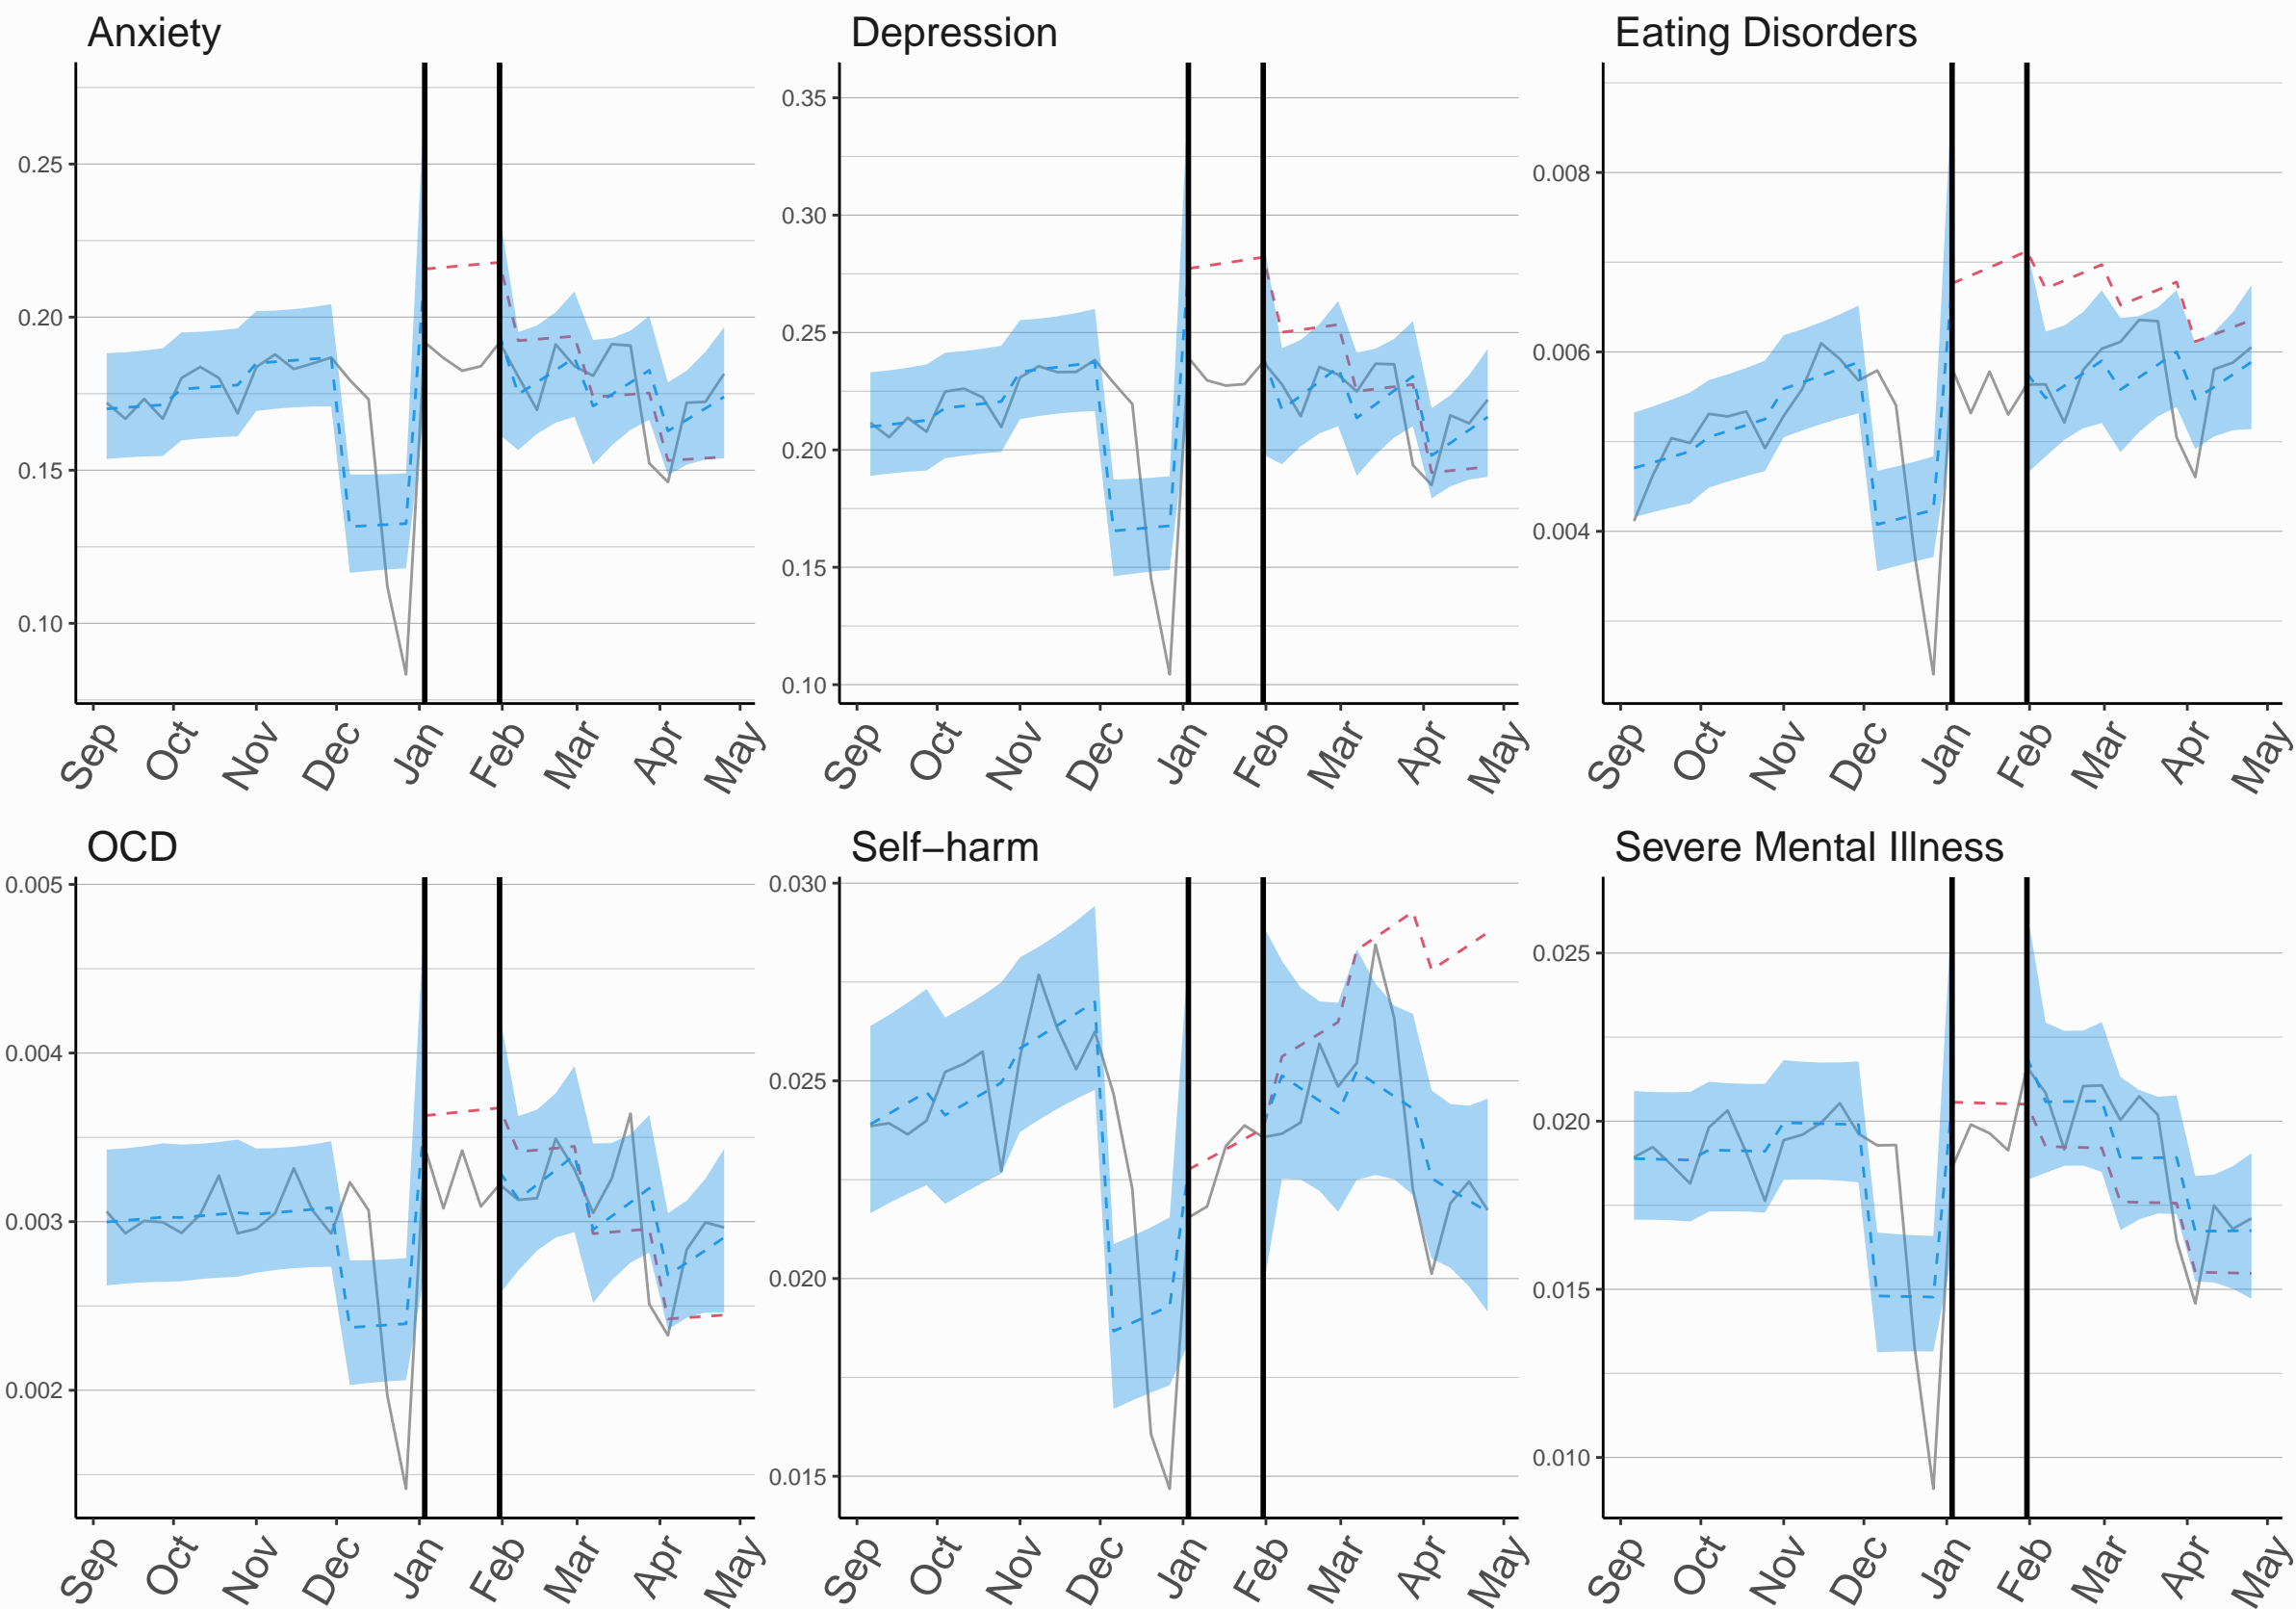 Anxiety
0.25
0.20
0.15
0.10
Sep Oct Nov Dec Jan Feb Mar Apr May
Depression
0.35
0.30
0.25
0.20
0.15
0.10
Sep Oct Nov Dec Jan Feb Mar Apr May
Eating Disorders
0.008
0.006
0.004
Sep Oct Nov Dec Jan Feb Mar Apr May
OCD
0.005
0.004
0.003
0.002
Sep Oct Nov Dec Jan Feb Mar Apr May
Self−harm
0.030
0.025
0.020
0.015
Sep Oct Nov Dec Jan Feb Mar Apr May
Severe Mental Illness
0.025
0.020
0.015
0.010
Sep Oct Nov Dec Jan Feb Mar Apr May